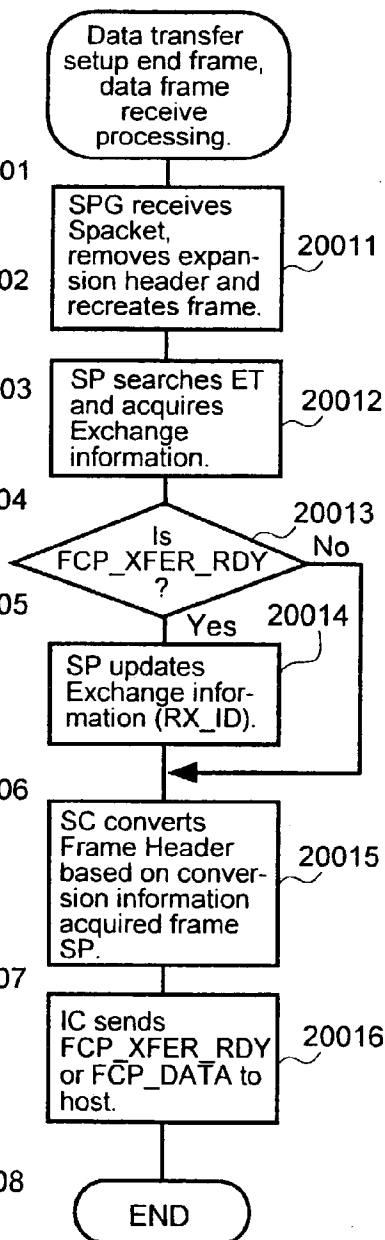 Data transfer
setup end frame,
data frame
receive
processing.
01
SPG receives
Spacket,
removes expan-
sion header and
recreates frame.
20011
02
03
SP searches ET
and acquires
Exchange
information.
20012
04
20013
Is
FCP_XFER_RDY
?
No
05
Yes
20014
SP updates
Exchange infor-
mation (RX_ID).
06
SC converts
Frame Header
based on conver-
sion information
acquired frame
SP.
20015
07
IC sends
FCP_XFER_RDY
or FCP_DATA to
host.
20016
08
END